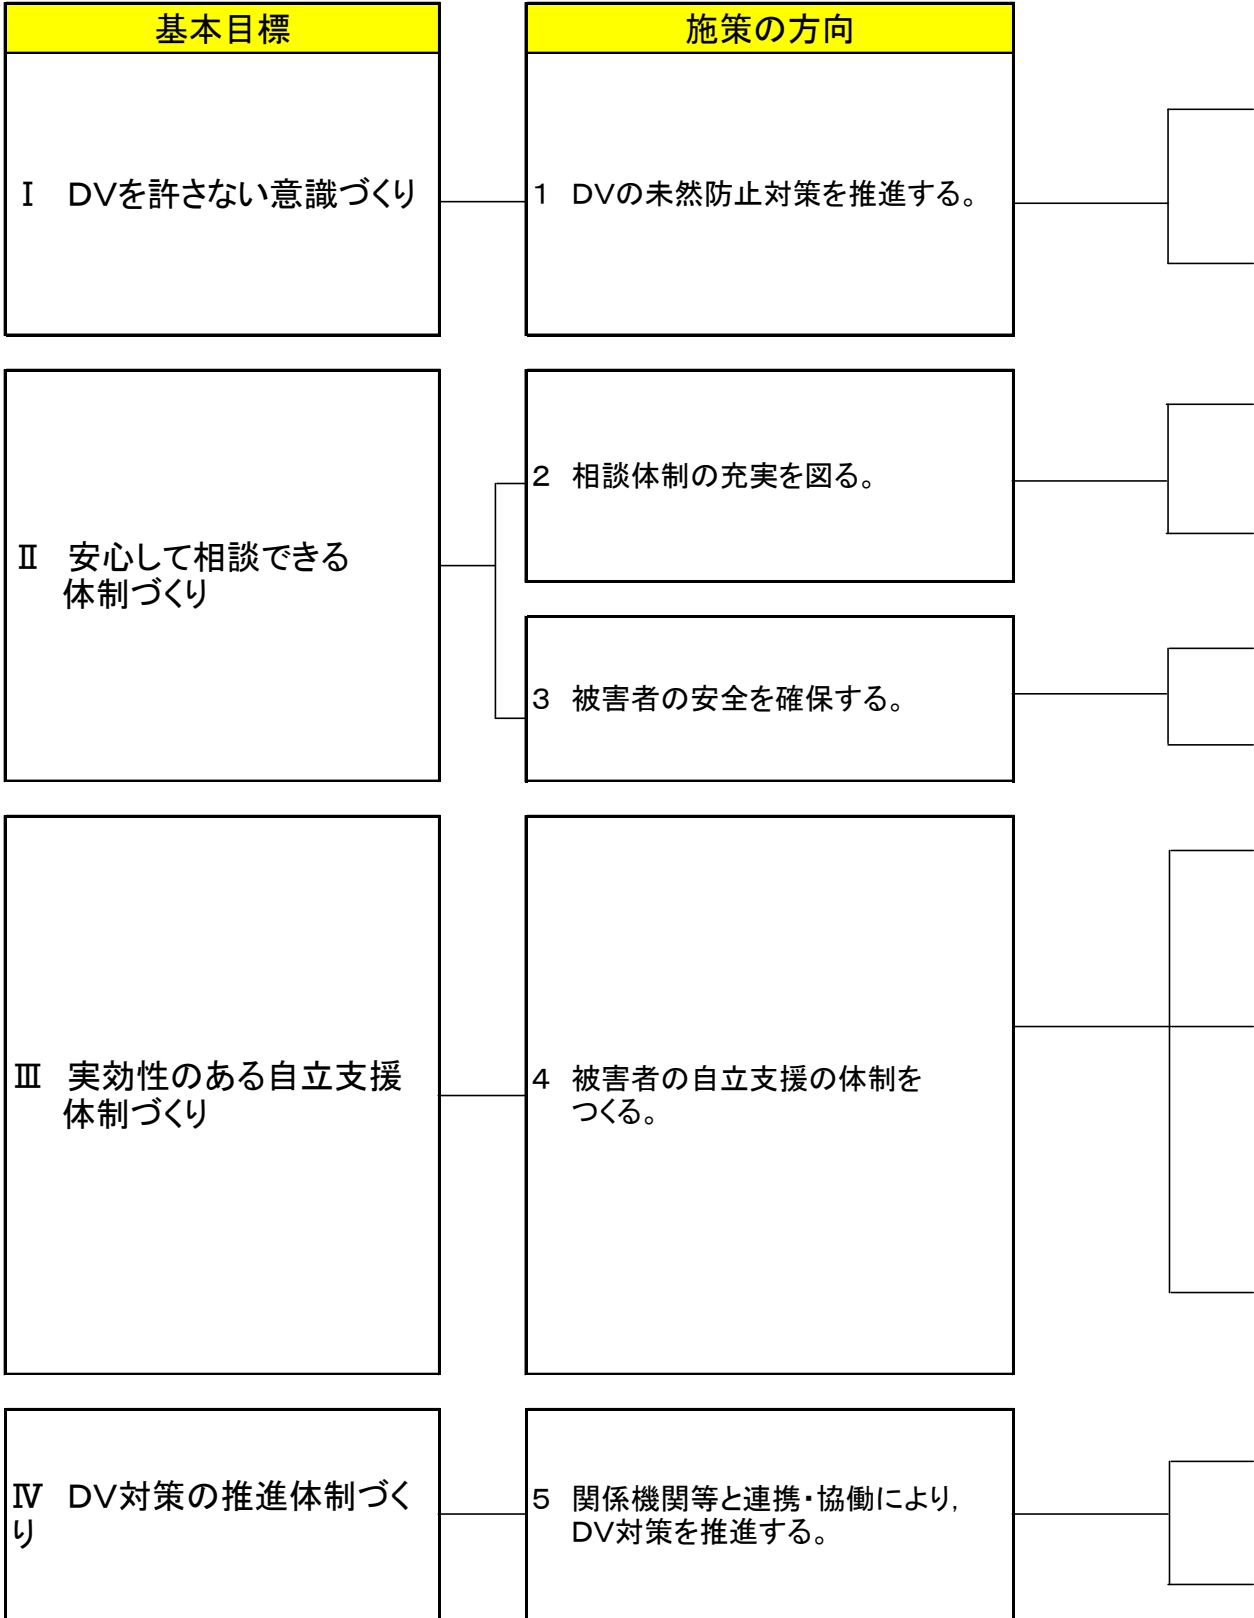 基本目標
施策の方向
Ⅰ　DVを許さない意識づくり
1　DVの未然防止対策を推進する。
Ⅱ　安心して相談できる
体制づくり
2　相談体制の充実を図る。
3　被害者の安全を確保する。
Ⅲ　実効性のある自立支援
体制づくり
4　被害者の自立支援の体制を
つくる。
Ⅳ　DV対策の推進体制づく
り
5　関係機関等と連携・協働により，
DV対策を推進する。